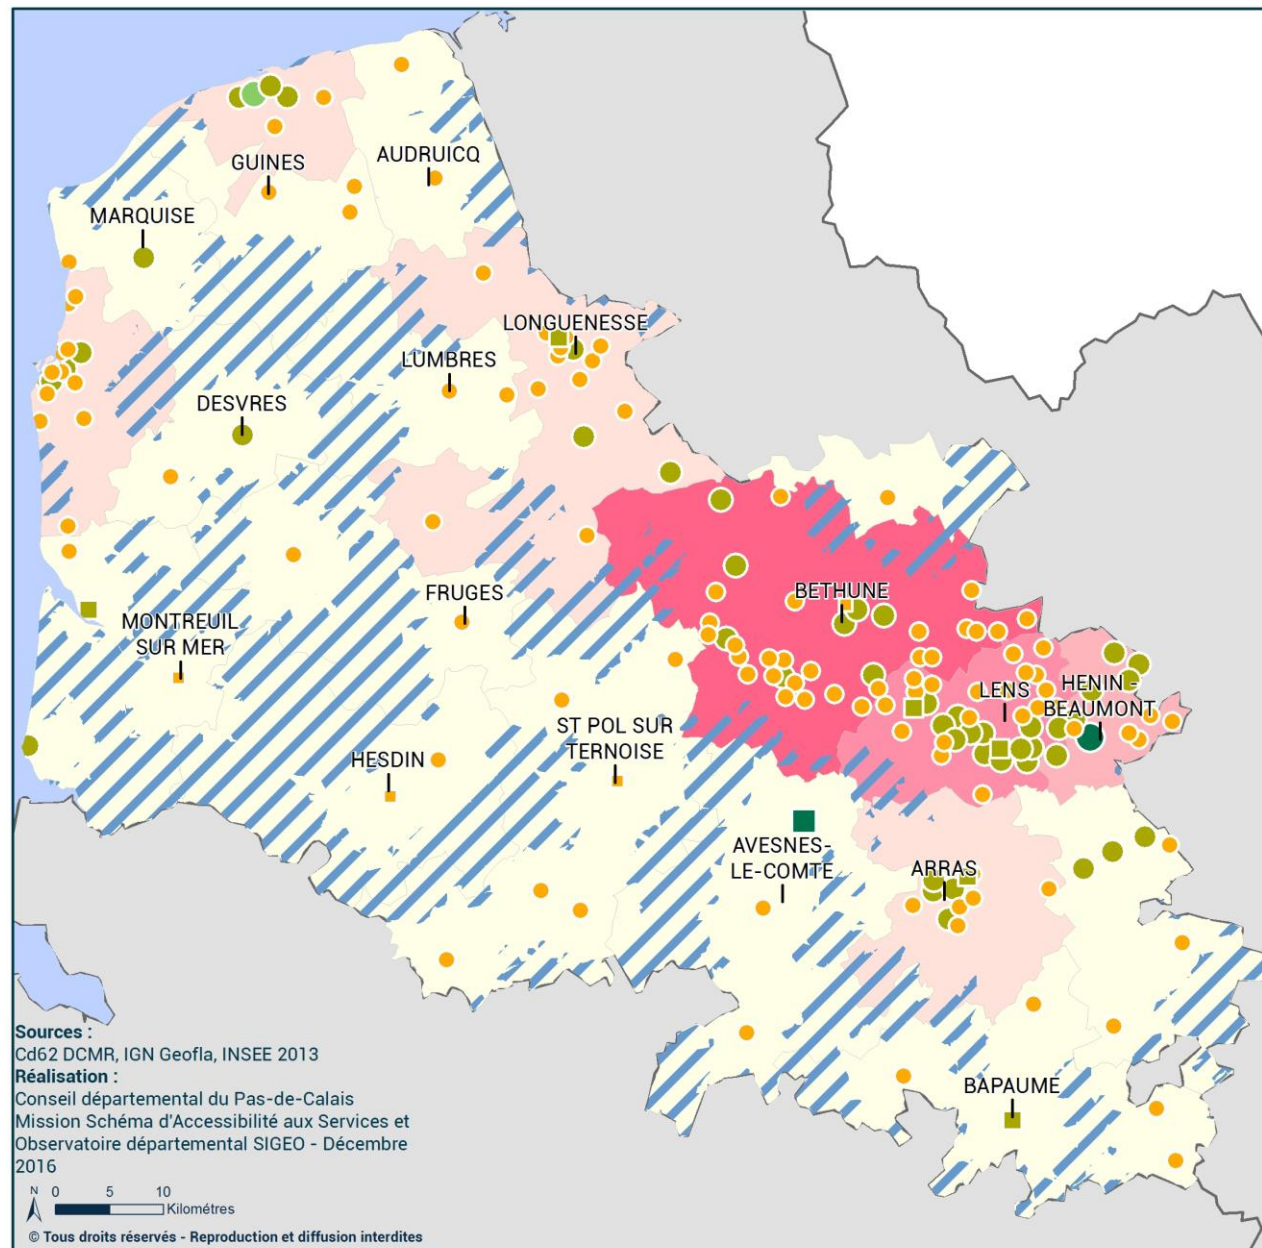 GUINES
AUDRUICQ
MARQUISE
LONGUENESSE
LUMBRES
DESVRES
BETHUNE
FRUGES
MONTREUIL
SUR MER
LENS
HENIN -
BEAUMONT
ST POL SUR
TERNOISE
HESDIN
AVESNES-
LE-COMTE
ARRAS
BAPAUME
Sources :
Cd62 DCMR, IGN Geofla, INSEE 2013
Réalisation :
Conseil départemental du Pas-de-Calais
Mission Schéma d'Accessibilité aux Services et
Observatoire départemental SIGEO - Décembre
2016
N 0 5 10
Kilométres
© Tous droits réservés - Reproduction et diffusion interdites